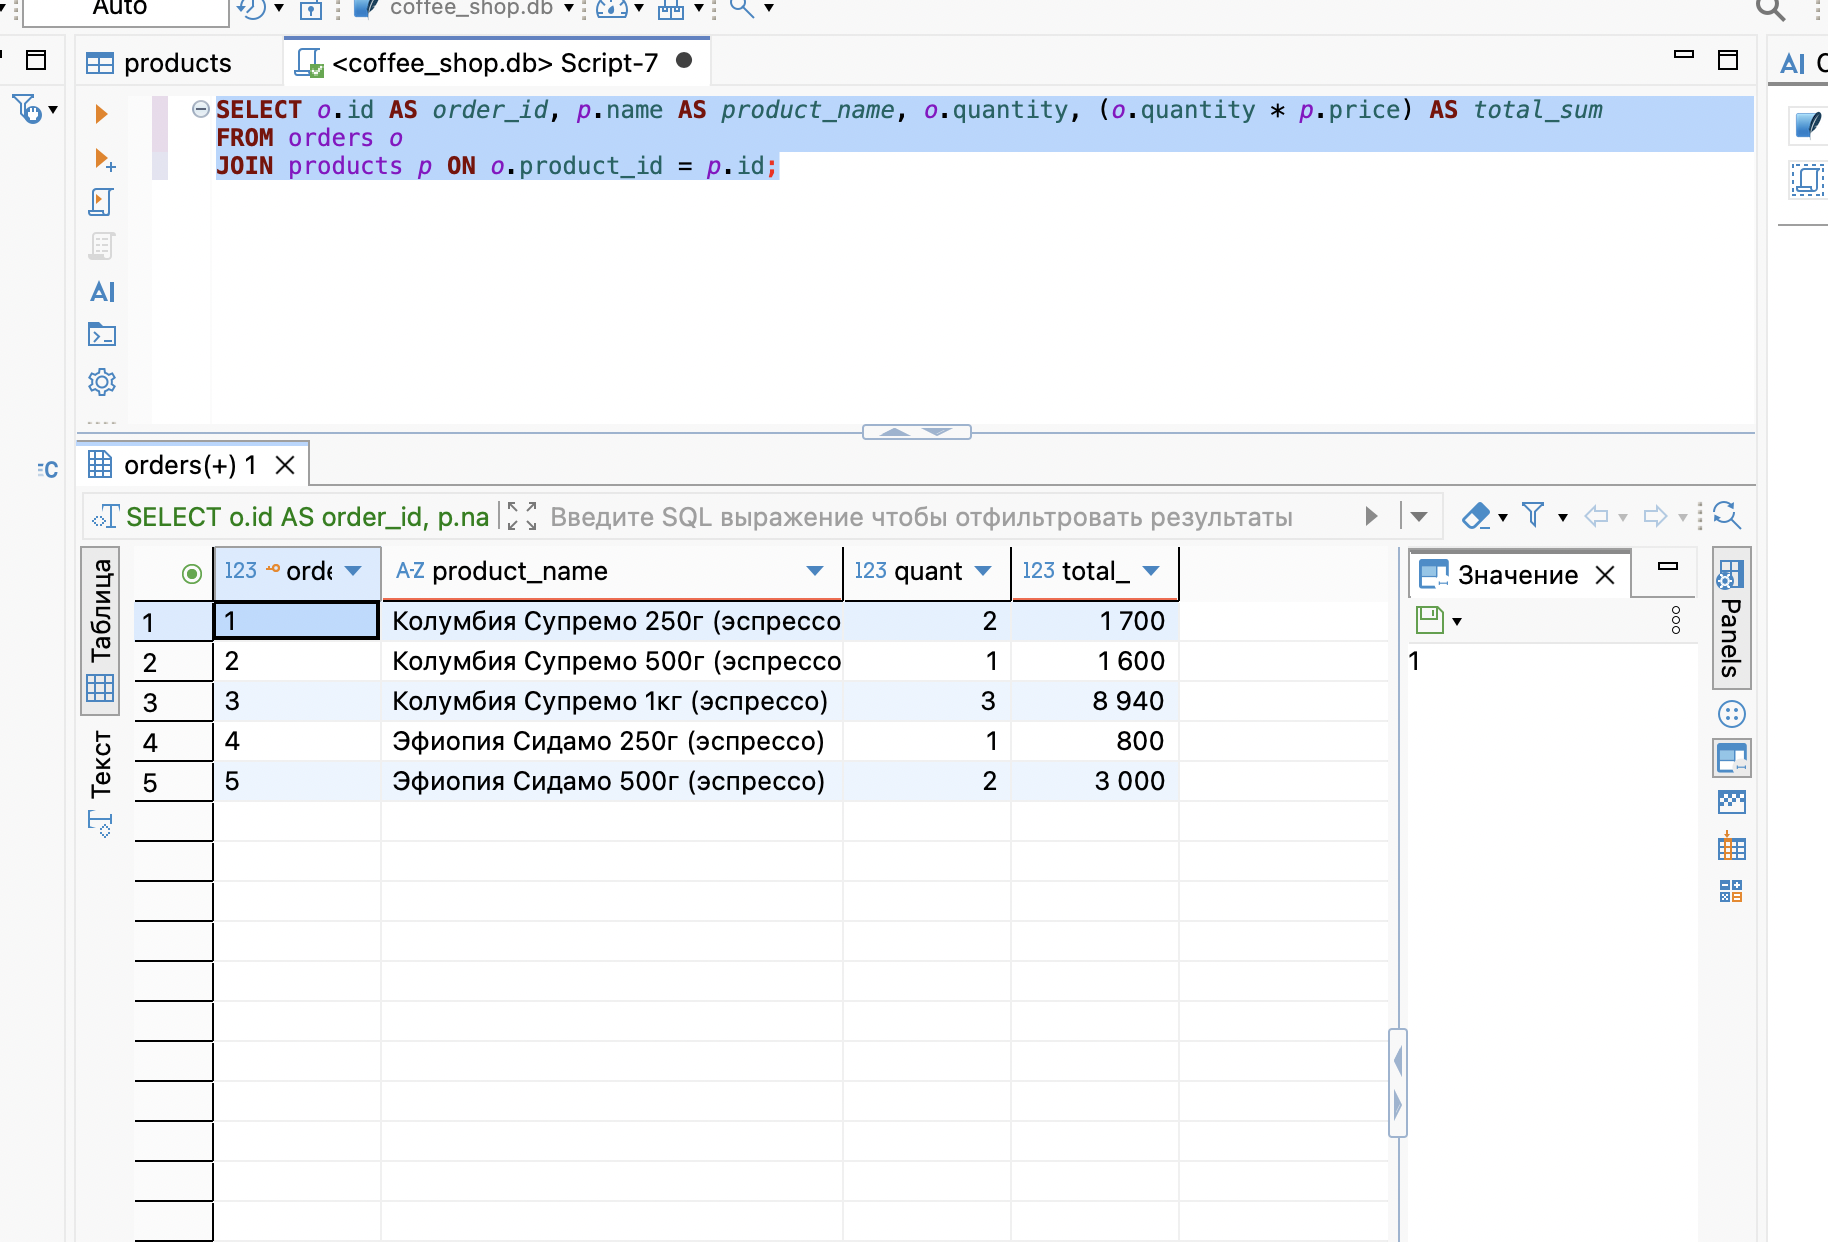 Auto
coffee_shop.db
products
<coffee_shop.db> Script-7
AI
SELECT o.id AS order_id, p.name AS product_name, o.quantity, (o.quantity * p.price) AS total_sum
FROM orders o
JOIN products p ON o.product_id = p.id;
AI
orders(+) 1
SELECT o.id AS order_id, p.na
Введите SQL выражение чтобы отфильтровать результаты
Таблица
Текст
123 orde
A-Z product_name
123 quant
123 total_
1 1 Колумбия Супремо 250г (эспрессо 2 1 700
2 2 Колумбия Супремо 500г (эспрессо 1 1 600
3 3 Колумбия Супремо 1кг (эспрессо) 3 8 940
4 4 Эфиопия Сидамо 250г (эспрессо) 1 800
5 5 Эфиопия Сидамо 500г (эспрессо) 2 3 000
Значение
1
Panels